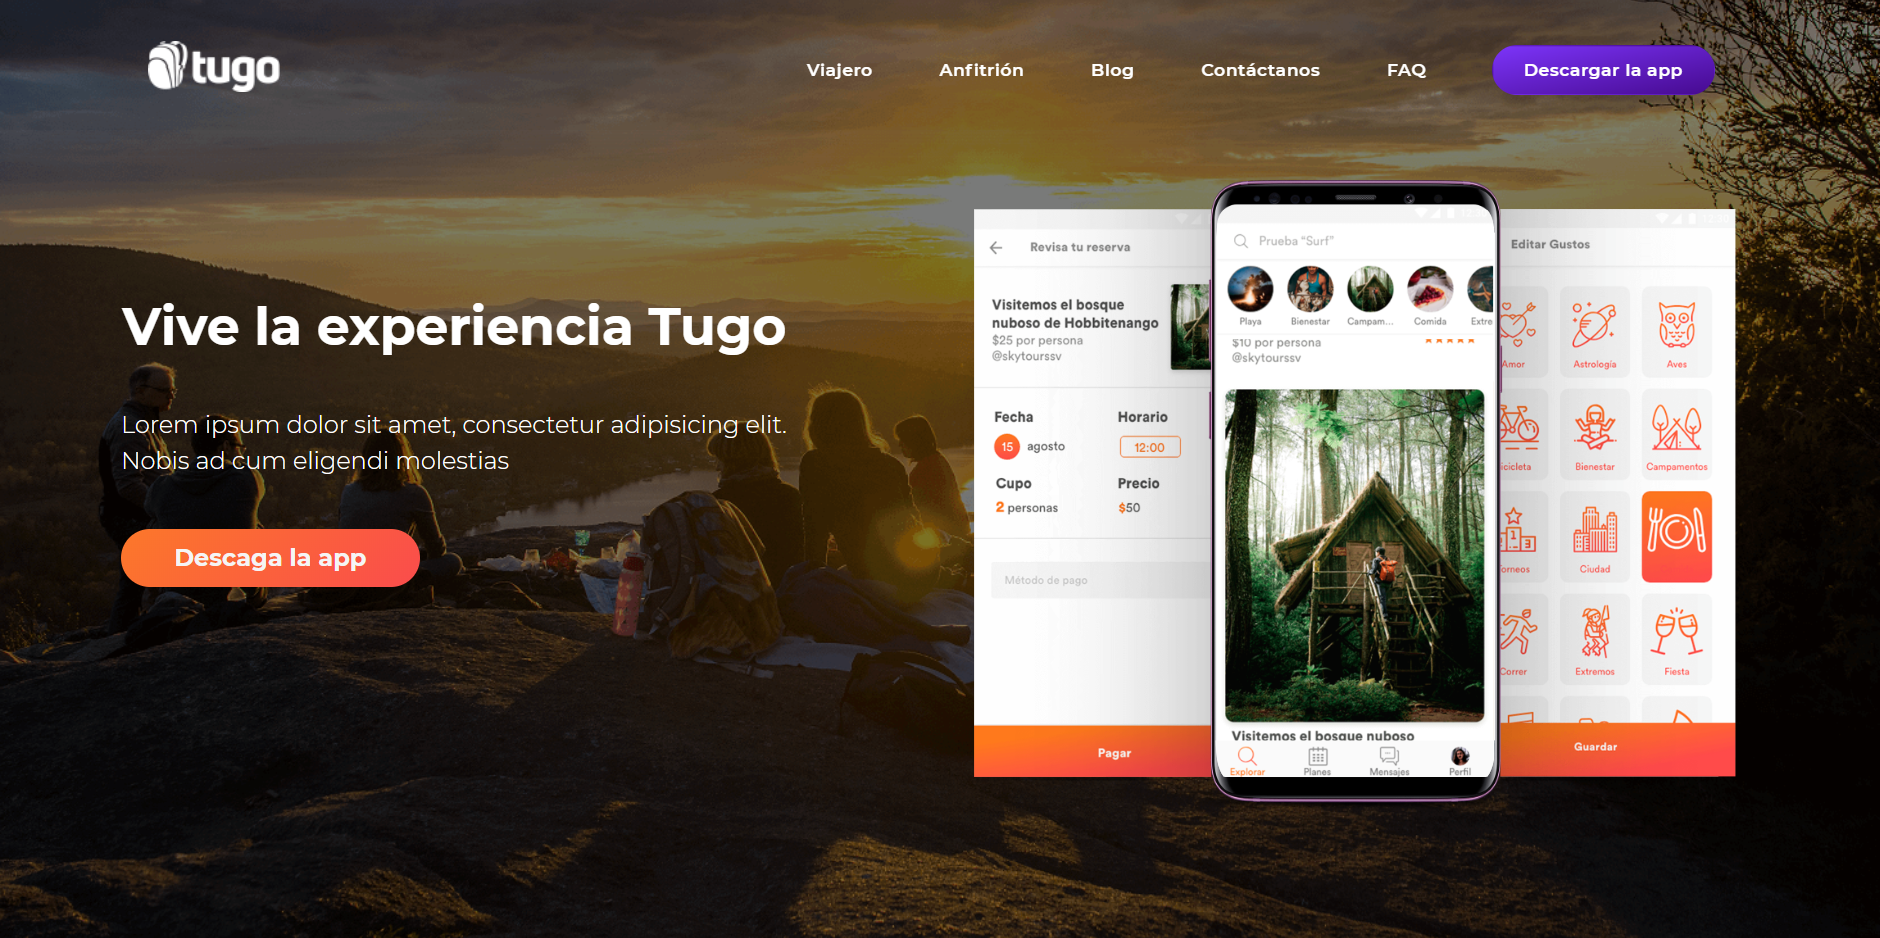 tugo
Viajero
Anfitrión
Blog
Contáctanos
FAQ
Descargar la app
Vive la experiencia Tugo
Lorem ipsum dolor sit amet, consectetur adipisicing elit.
Nobis ad cum eligendi molestias
Descaga la app
Revisa tu reserva
Visitemos el bosque
nuboso de Hobbitenango
$25 por persona
@skytourssv
Fecha
Horario
15 agosto
12:00
Cupo
Precio
2 personas
$50
Método de pago
Pagar
Prueba "Surf"
Playa
Bienestar
Campam...
Comida
Extre
$10 por persona
@skytourssv
Visitemos el bosque nuboso
Explorar
Planes
Mensajes
Perfil
Editar Gustos
Amor
Astrología
Aves
icicleta
Bienestar
Campamentos
1 2 3
orneos
Ciudad
Correr
Extremos
Fiesta
Guardar